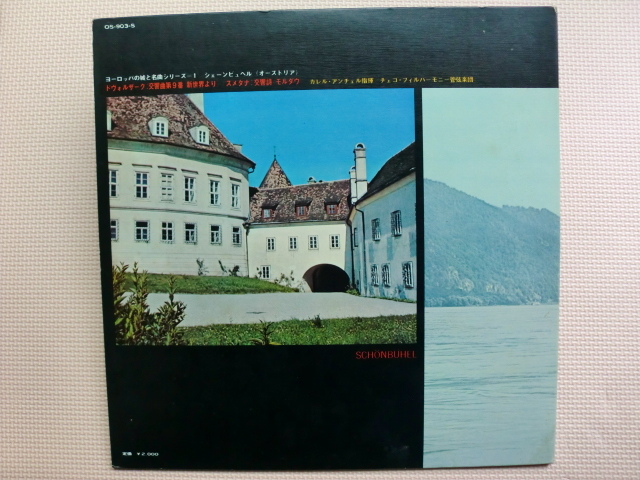 OS-903-S
ヨーロッパの城と名曲シリーズ－1 シェーンビュヘル（オーストリア）
ドヴォルザーク：交響曲第9番 新世界より スメタナ：交響詩 モルダウ カレル・アンチェル指揮 チェコ・フィルハーモニー管弦楽団
SCHÖNBÜHEL
定価 ￥2,000